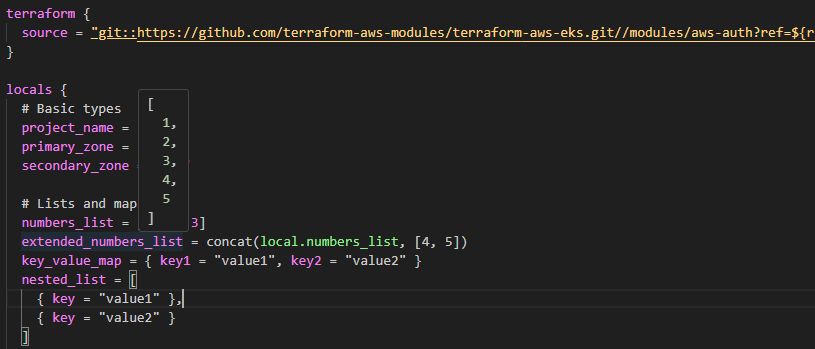 terraform {
  source = "git::https://github.com/terraform-aws-modules/terraform-aws-eks.git//modules/aws-auth?ref=${r
}
locals {
  # Basic types
  project_name =
  primary_zone =
  secondary_zone
  # Lists and map
  numbers_list = 3]
  extended_numbers_list = concat(local.numbers_list, [4, 5])
  key_value_map = { key1 = "value1", key2 = "value2" }
  nested_list = [
    { key = "value1" },
    { key = "value2" }
  ]
[
  1,
  2,
  3,
  4,
  5
]